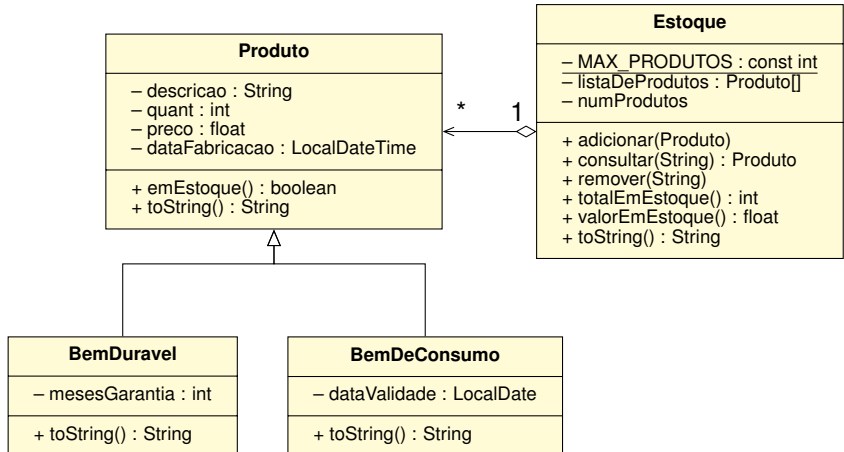 Produto
– descricao : String
– quant : int
– preco : float
– dataFabricacao : LocalDateTime
+ emEstoque() : boolean
+ toString() : String
* 1
Estoque
– MAX_PRODUTOS : const int
– listaDeProdutos : Produto[]
– numProdutos
+ adicionar(Produto)
+ consultar(String) : Produto
+ remover(String)
+ totalEmEstoque() : int
+ valorEmEstoque() : float
+ toString() : String
BemDuravel
– mesesGarantia : int
+ toString() : String
BemDeConsumo
– dataValidade : LocalDate
+ toString() : String